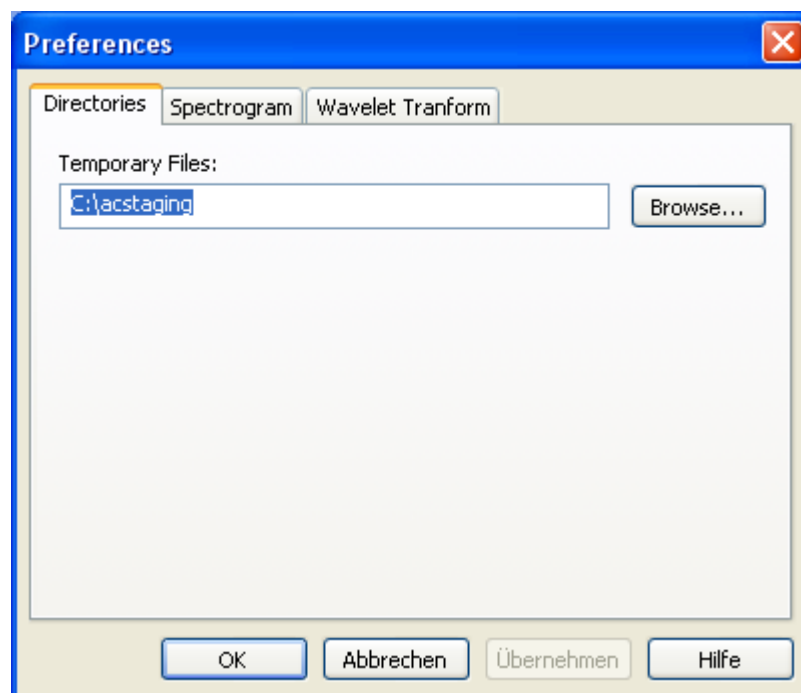 Preferences
Directories Spectrogram Wavelet Tranform
Temporary Files:
C:\acstaging Browse...
OK Abbrechen Übernehmen Hilfe